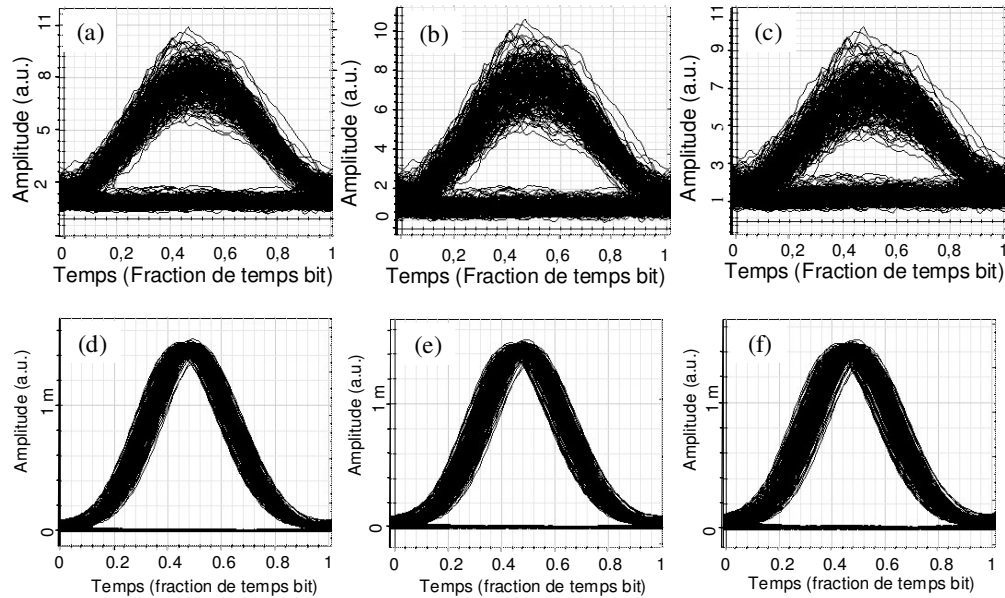 (a)
Amplitude (a.u.)
11
8
5
2
0
0,2
0,4
0,6
0,8
1
Temps (Fraction de temps bit)
(b)
Amplitude (a.u.)
10
8
6
4
2
0
0
0,2
0,4
0,6
0,8
1
Temps (Fraction de temps bit)
(c)
Amplitude (a.u.)
11
9
7
5
3
1
0
0,2
0,4
0,6
0,8
1
Temps (Fraction de temps bit)
(d)
Amplitude (a.u.)
1 m
0
0
0.2
0.4
0.6
0.8
1
Temps (fraction de temps bit)
(e)
Amplitude (a.u.)
1 m
0
0
0.2
0.4
0.6
0.8
1
Temps (fraction de temps bit)
(f)
Amplitude (a.u.)
1 m
0
0
0.2
0.4
0.6
0.8
1
Temps (fraction de temps bit)